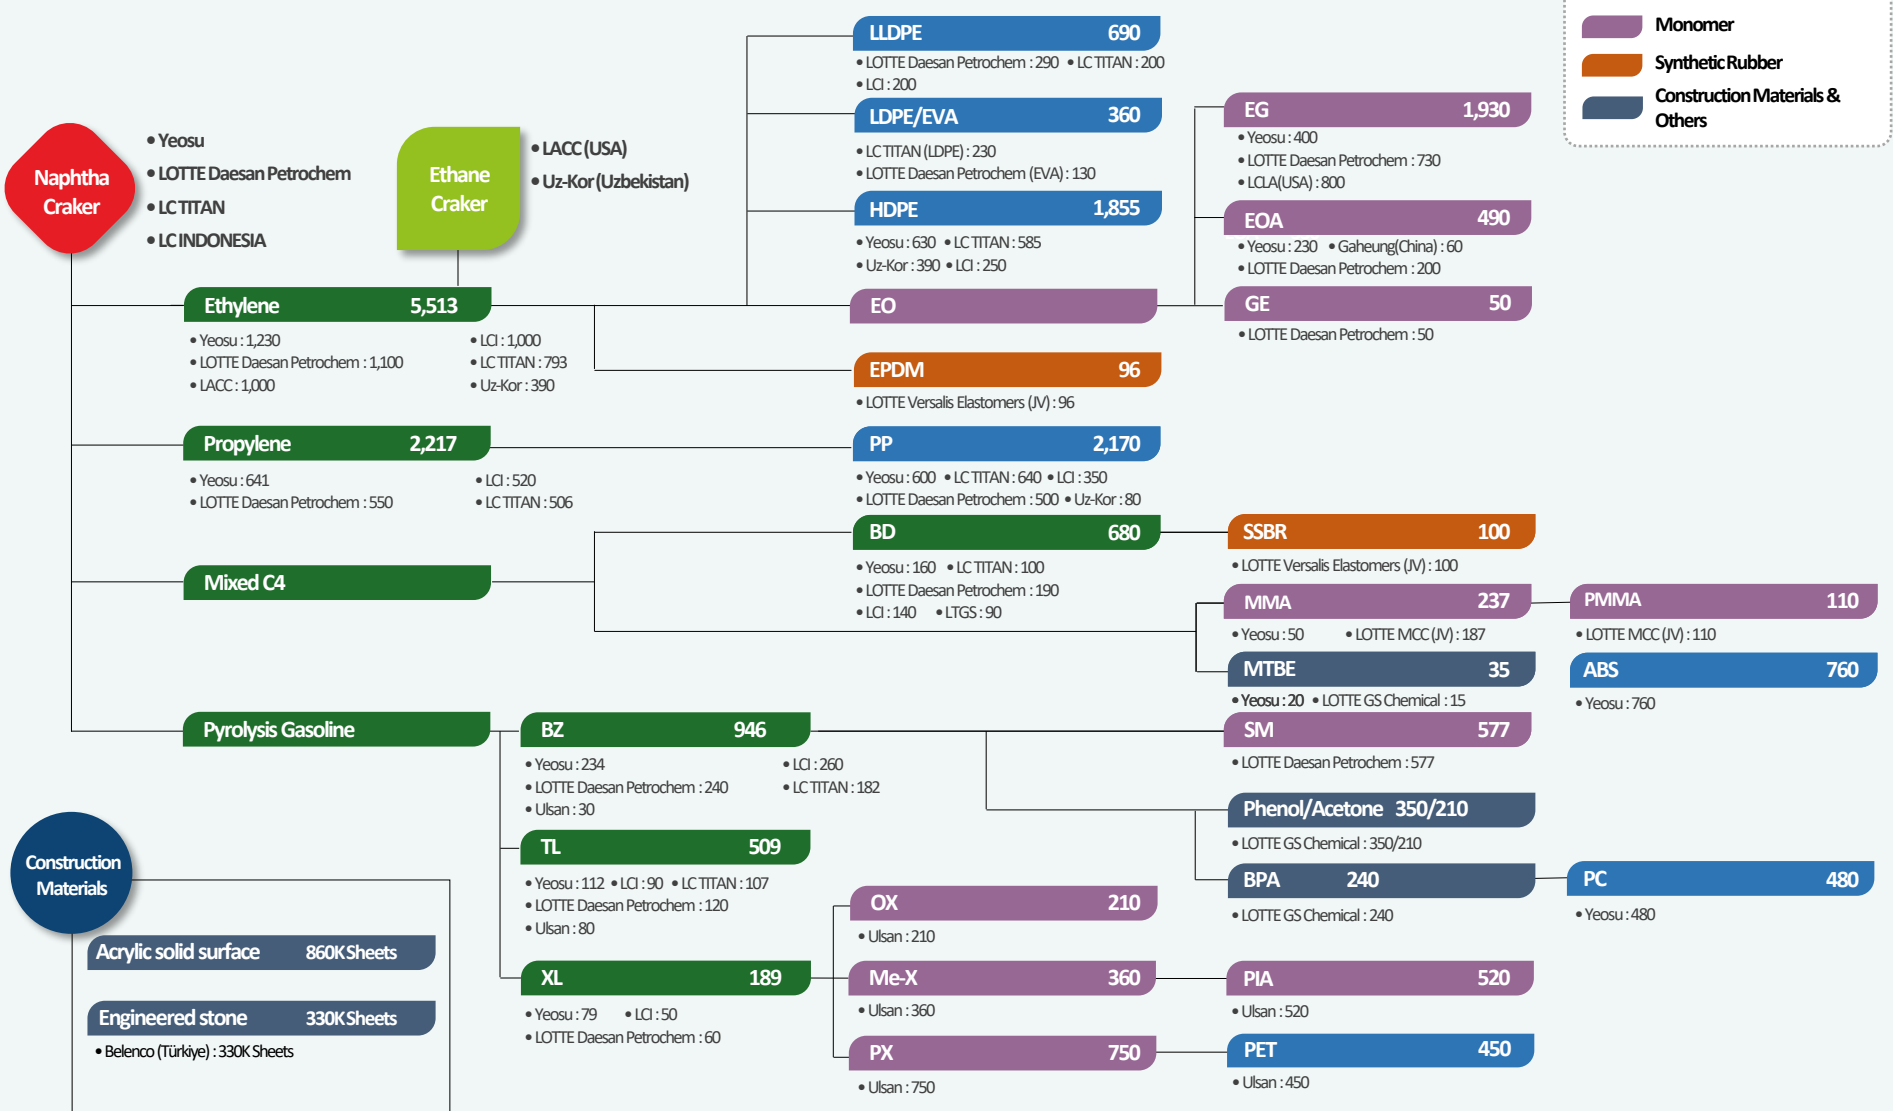 Monomer
Synthetic Rubber
Construction Materials &
Others
Naphtha
Craker
• Yeosu
• LOTTE Daesan Petrochem
• LC TITAN
• LC INDONESIA
Ethane
Craker
• LACC (USA)
• Uz-Kor (Uzbekistan)
Ethylene 5,513
• Yeosu : 1,230 • LCI : 1,000
• LOTTE Daesan Petrochem : 1,100 • LC TITAN : 793
• LACC : 1,000 • Uz-Kor : 390
Propylene 2,217
• Yeosu : 641 • LCI : 520
• LOTTE Daesan Petrochem : 550 • LC TITAN : 506
Mixed C4
Pyrolysis Gasoline
LLDPE 690
• LOTTE Daesan Petrochem : 290 • LC TITAN : 200
• LCI : 200
LDPE/EVA 360
• LC TITAN (LDPE) : 230
• LOTTE Daesan Petrochem (EVA) : 130
HDPE 1,855
• Yeosu : 630 • LC TITAN : 585
• Uz-Kor : 390 • LCI : 250
EO
EPDM 96
• LOTTE Versalis Elastomers (JV) : 96
PP 2,170
• Yeosu : 600 • LC TITAN : 640 • LCI : 350
• LOTTE Daesan Petrochem : 500 • Uz-Kor : 80
BD 680
• Yeosu : 160 • LC TITAN : 100
• LOTTE Daesan Petrochem : 190
• LCI : 140 • LTGS : 90
EG 1,930
• Yeosu : 400
• LOTTE Daesan Petrochem : 730
• LCLA(USA) : 800
EOA 490
• Yeosu : 230 • Gaheung(China) : 60
• LOTTE Daesan Petrochem : 200
GE 50
• LOTTE Daesan Petrochem : 50
SSBR 100
• LOTTE Versalis Elastomers (JV) : 100
MMA 237
• Yeosu : 50 • LOTTE MCC (JV) : 187
PMMA 110
• LOTTE MCC (JV) : 110
MTBE 35
• Yeosu : 20 • LOTTE GS Chemical : 15
ABS 760
• Yeosu : 760
BZ 946
• Yeosu : 234 • LCI : 260
• LOTTE Daesan Petrochem : 240 • LC TITAN : 182
• Ulsan : 30
SM 577
• LOTTE Daesan Petrochem : 577
Phenol/Acetone 350/210
• LOTTE GS Chemical : 350/210
BPA 240
• LOTTE GS Chemical : 240
PC 480
• Yeosu : 480
TL 509
• Yeosu : 112 • LCI : 90 • LC TITAN : 107
• LOTTE Daesan Petrochem : 120
• Ulsan : 80
XL 189
• Yeosu : 79 • LCI : 50
• LOTTE Daesan Petrochem : 60
OX 210
• Ulsan : 210
Me-X 360
• Ulsan : 360
PX 750
• Ulsan : 750
PIA 520
• Ulsan : 520
PET 450
• Ulsan : 450
Construction
Materials
Acrylic solid surface 860K Sheets
Engineered stone 330K Sheets
• Belenco (Türkiye) : 330K Sheets